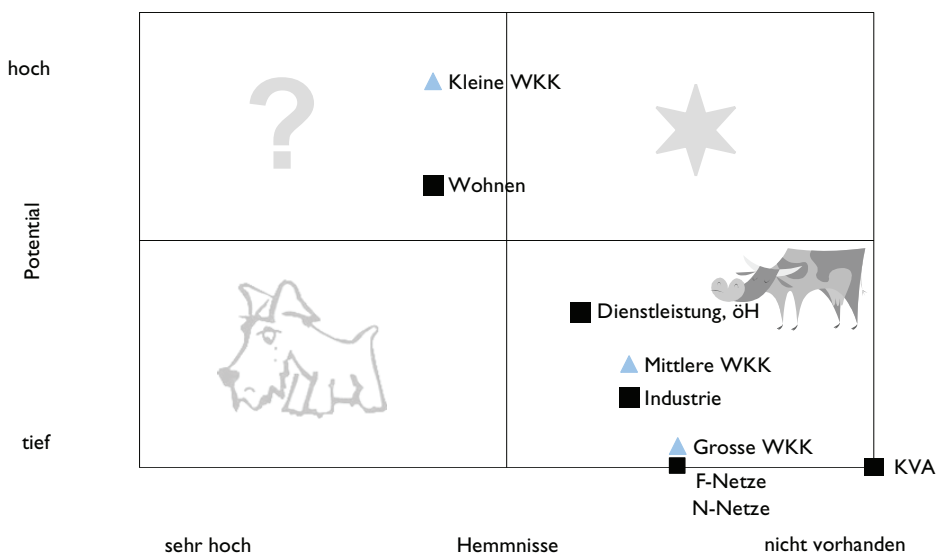 hoch
?
Kleine WKK
Wohnen
Potential
Dienstleistung, öH
Mittlere WKK
Industrie
tief
Grosse WKK
KVA
F-Netze
N-Netze
sehr hoch
Hemmnisse
nicht vorhanden